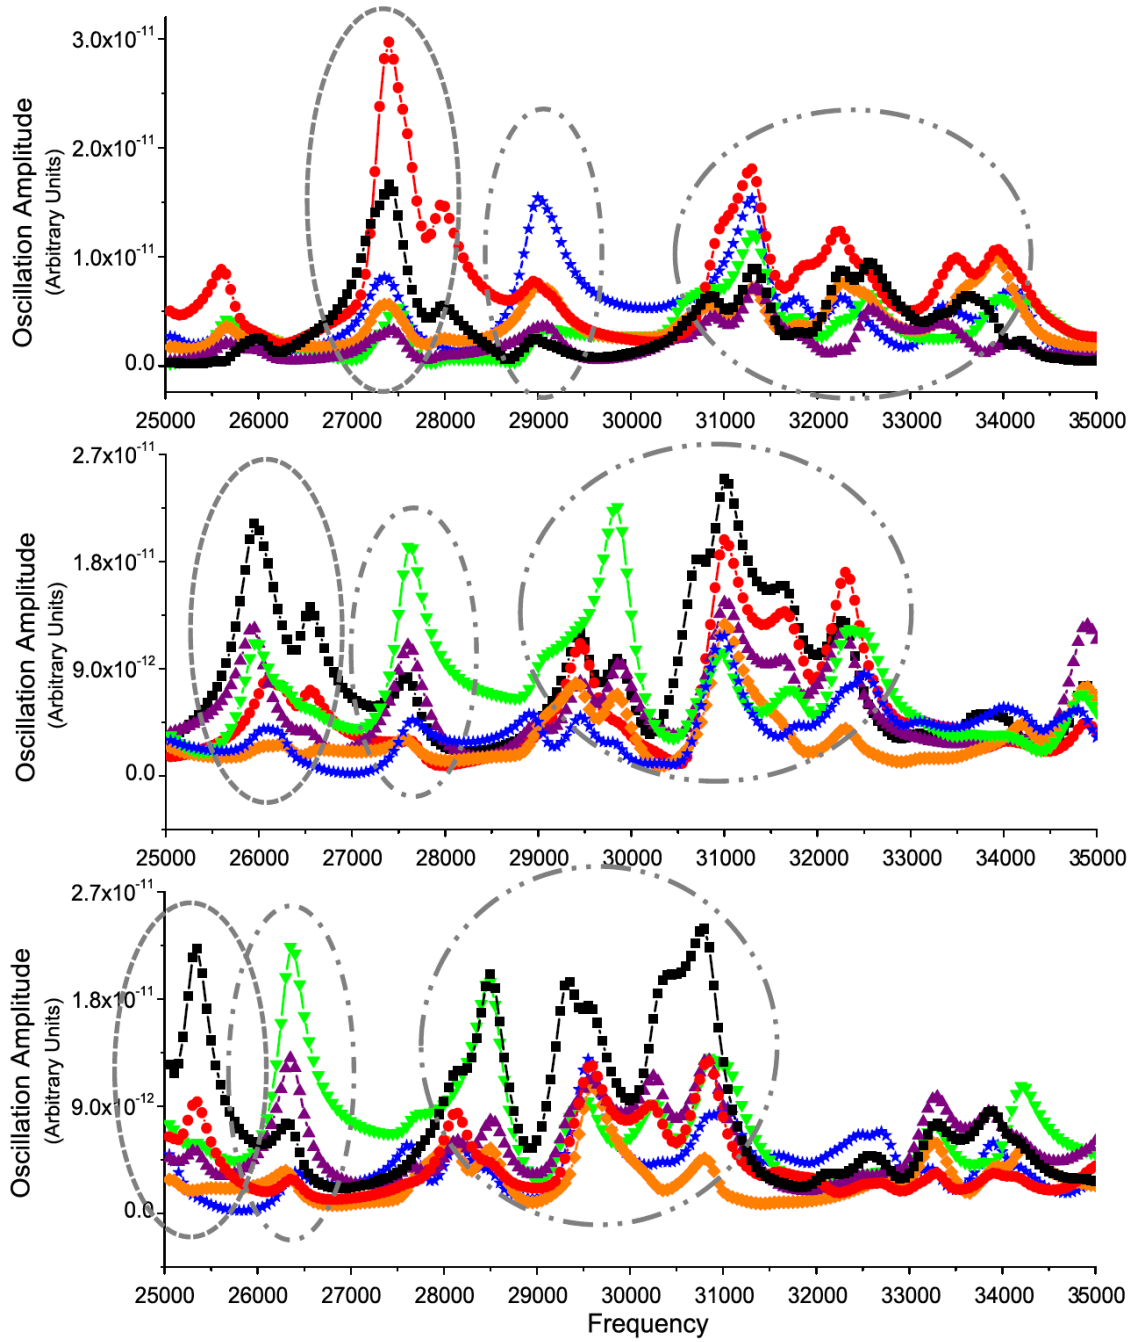 3.0x10-11
2.0x10-11
1.0x10-11
0.0
Oscillation Amplitude
(Arbitrary Units)
25000 26000 27000 28000 29000 30000 31000 32000 33000 34000 35000
2.7x10-11
1.8x10-11
9.0x10-12
0.0
Oscillation Amplitude
(Arbitrary Units)
25000 26000 27000 28000 29000 30000 31000 32000 33000 34000 35000
2.7x10-11
1.8x10-11
9.0x10-12
0.0
Oscillation Amplitude
(Arbitrary Units)
25000 26000 27000 28000 29000 30000 31000 32000 33000 34000 35000
Frequency